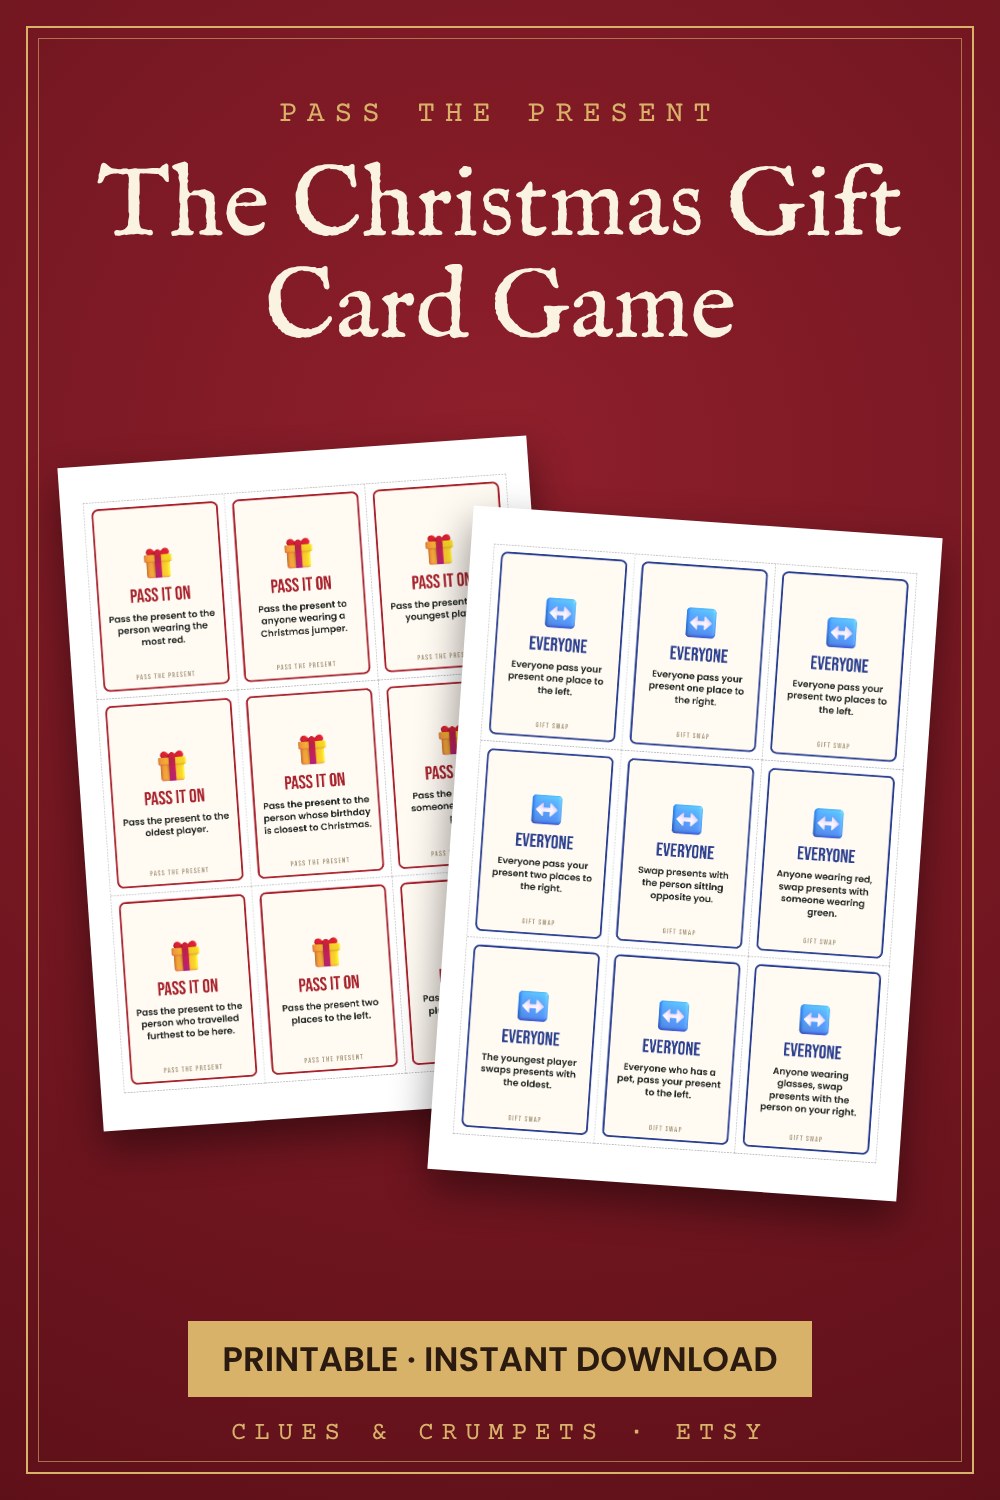 PASS THE PRESENT
The Christmas Gift
Card Game
PASS IT ON
Pass the present to the
person wearing the
most red.
PASS THE PRESENT
PASS IT ON
Pass the present to
anyone wearing a
Christmas jumper.
PASS THE PRESENT
PASS IT ON
Pass the present
youngest
PASS THE
PASS IT ON
Pass the present to the
oldest player.
PASS THE PRESENT
PASS IT ON
Pass the present to the
person whose birthday
is closest to Christmas.
PASS THE PRESENT
PASS
Pass the
someone
PASS
PASS IT ON
Pass the present to the
person who travelled
furthest to be here.
PASS THE PRESENT
PASS IT ON
Pass the present two
places to the left.
PASS THE PRESENT
EVERYONE
Everyone pass your
present one place to
the left.
GIFT SWAP
EVERYONE
Everyone pass your
present one place to
the right.
GIFT SWAP
EVERYONE
Everyone pass your
present two places to
the left.
GIFT SWAP
EVERYONE
Everyone pass your
present two places to
the right.
GIFT SWAP
EVERYONE
Swap presents with
the person sitting
opposite you.
GIFT SWAP
EVERYONE
Anyone wearing red,
swap presents with
someone wearing
green.
GIFT SWAP
EVERYONE
The youngest player
swaps presents with
the oldest.
GIFT SWAP
EVERYONE
Everyone who has a
pet, pass your present
to the left.
GIFT SWAP
EVERYONE
Anyone wearing
glasses, swap
presents with the
person on your right.
GIFT SWAP
PRINTABLE · INSTANT DOWNLOAD
CLUES & CRUMPETS · ETSY